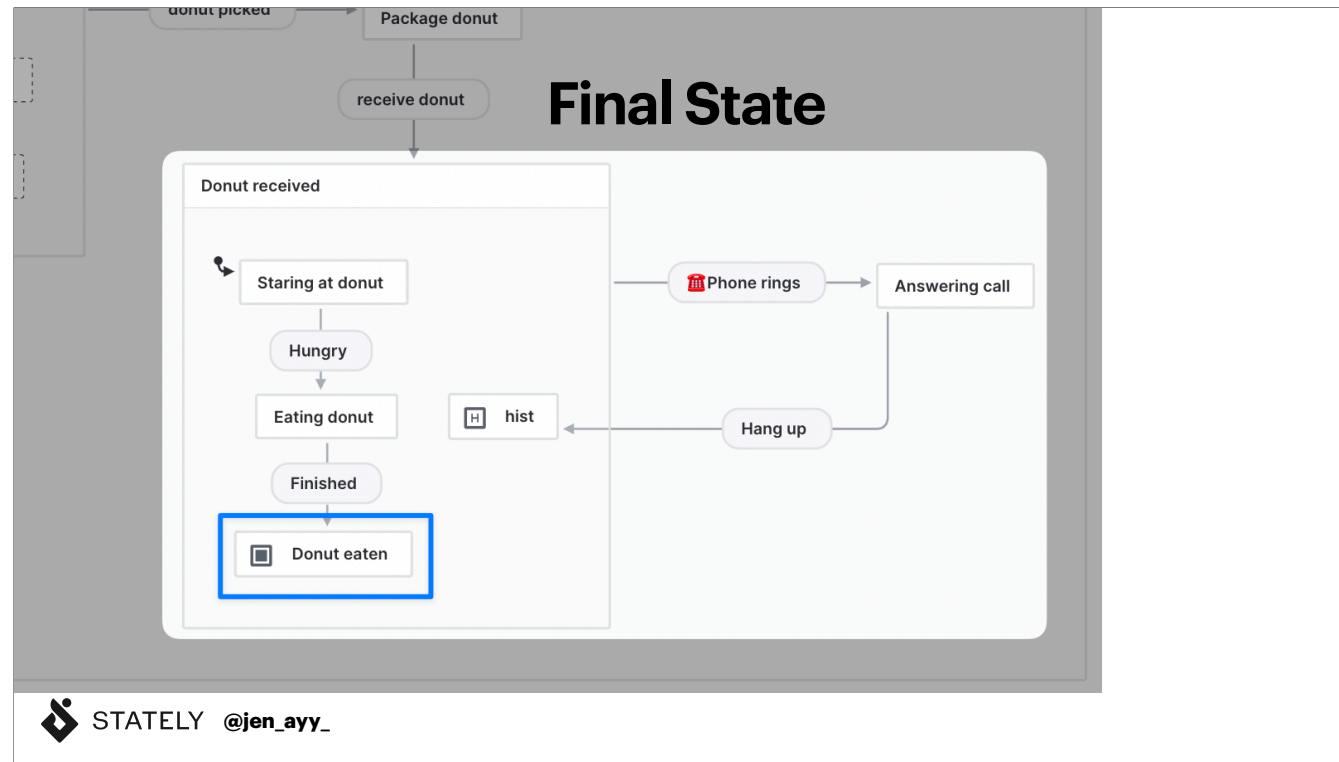 donut picked
Package donut
receive donut
Final State
Donut received
Staring at donut
Phone rings
Answering call
Hungry
Eating donut
H hist
Hang up
Finished
Donut eaten
STATELY @jen_ayy_